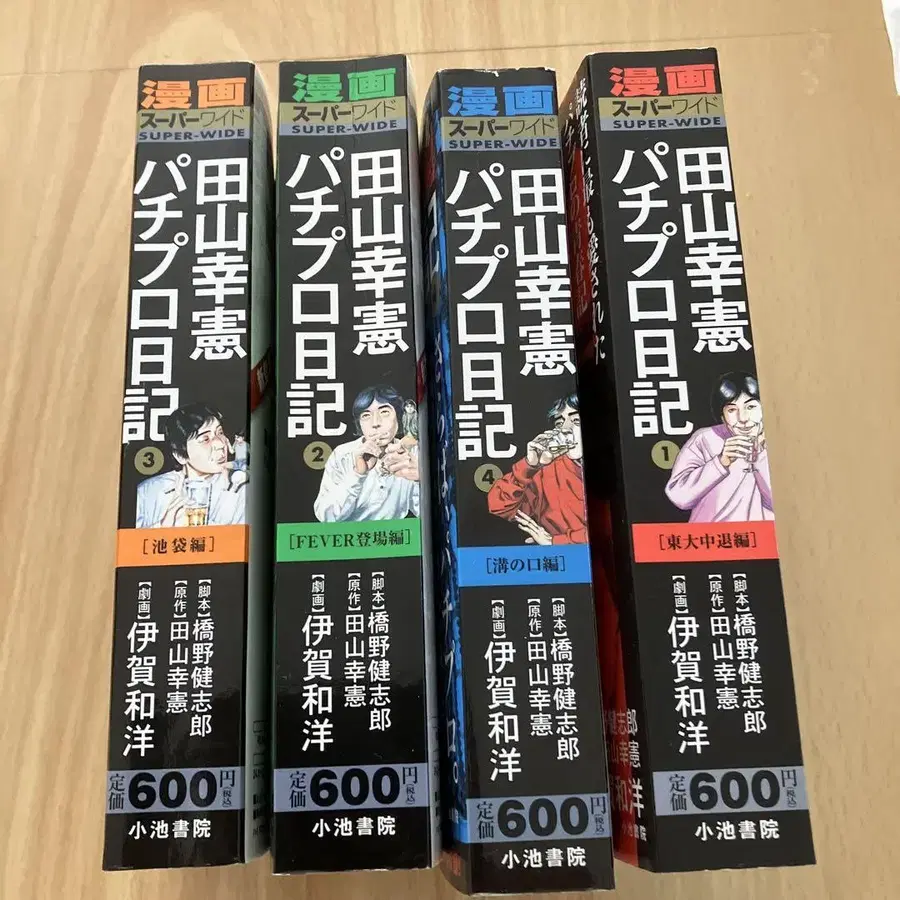 漫画
スーパーワイド
SUPER-WIDE
田山幸憲
パチプロ日記
3
[池袋編]
【脚本】橋野健志郎
【原作】田山幸憲
【劇画】伊賀和洋
定価600円(税込)
小池書院
漫画
スーパーワイド
SUPER-WIDE
田山幸憲
パチプロ日記
2
[FEVER登場編]
【脚本】橋野健志郎
【原作】田山幸憲
【劇画】伊賀和洋
定価600円(税込)
小池書院
漫画
スーパーワイド
SUPER-WIDE
田山幸憲
パチプロ日記
4
[溝の口編]
【脚本】橋野健志郎
【原作】田山幸憲
【劇画】伊賀和洋
定価600円(税込)
小池書院
漫画
スーパーワイド
SUPER-WIDE
田山幸憲
パチプロ日記
1
[東大中退編]
【脚本】橋野健志郎
【原作】田山幸憲
【劇画】伊賀和洋
定価600円(税込)
小池書院